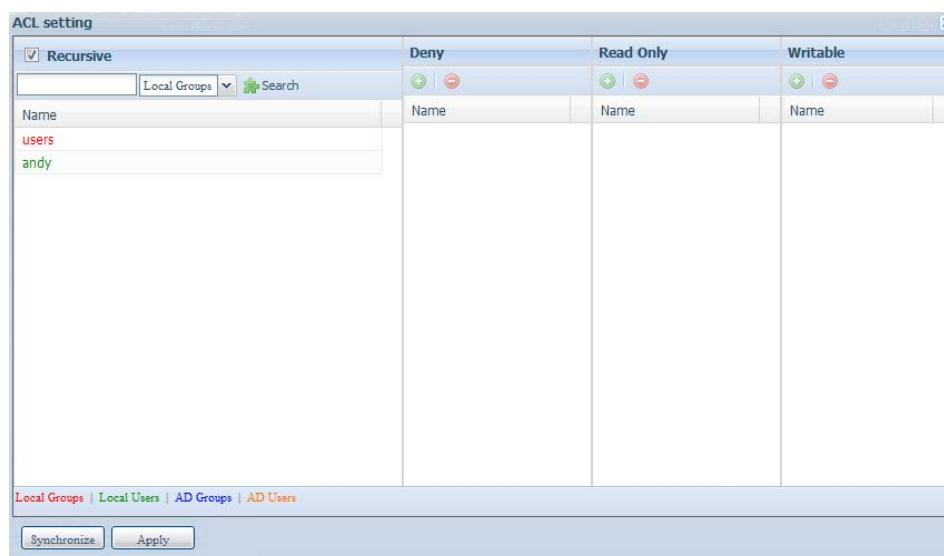 ACL setting
Recursive
Deny
Read Only
Writable
Local Groups
Search
Name
Name
Name
Name
users
andy
Local Groups | Local Users | AD Groups | AD Users
Synchronize
Apply